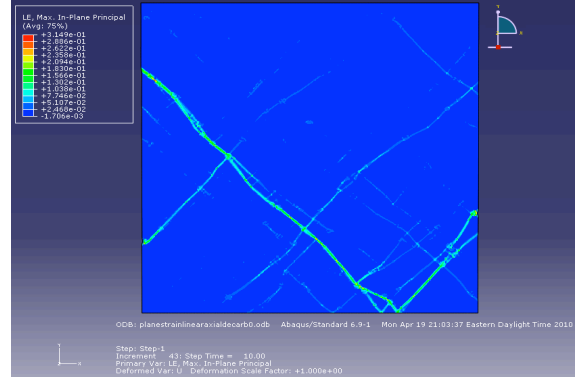 LE, Max. In-Plane Principal
(Avg: 75%)
+3.149e-01
+2.886e-01
+2.622e-01
+2.358e-01
+2.094e-01
+1.830e-01
+1.566e-01
+1.302e-01
+1.038e-01
+7.746e-02
+5.107e-02
+2.468e-02
-1.706e-03
ODB: planestrainlinearaxialdecarb0.odb Abaqus/Standard 6.9-1 Mon Apr 19 21:03:37 Eastern Daylight Time 2010
Step: Step-1
Increment 43: Step Time = 10.00
Primary Var: LE, Max. In-Plane Principal
Deformed Var: U Deformation Scale Factor: +1.000e+00